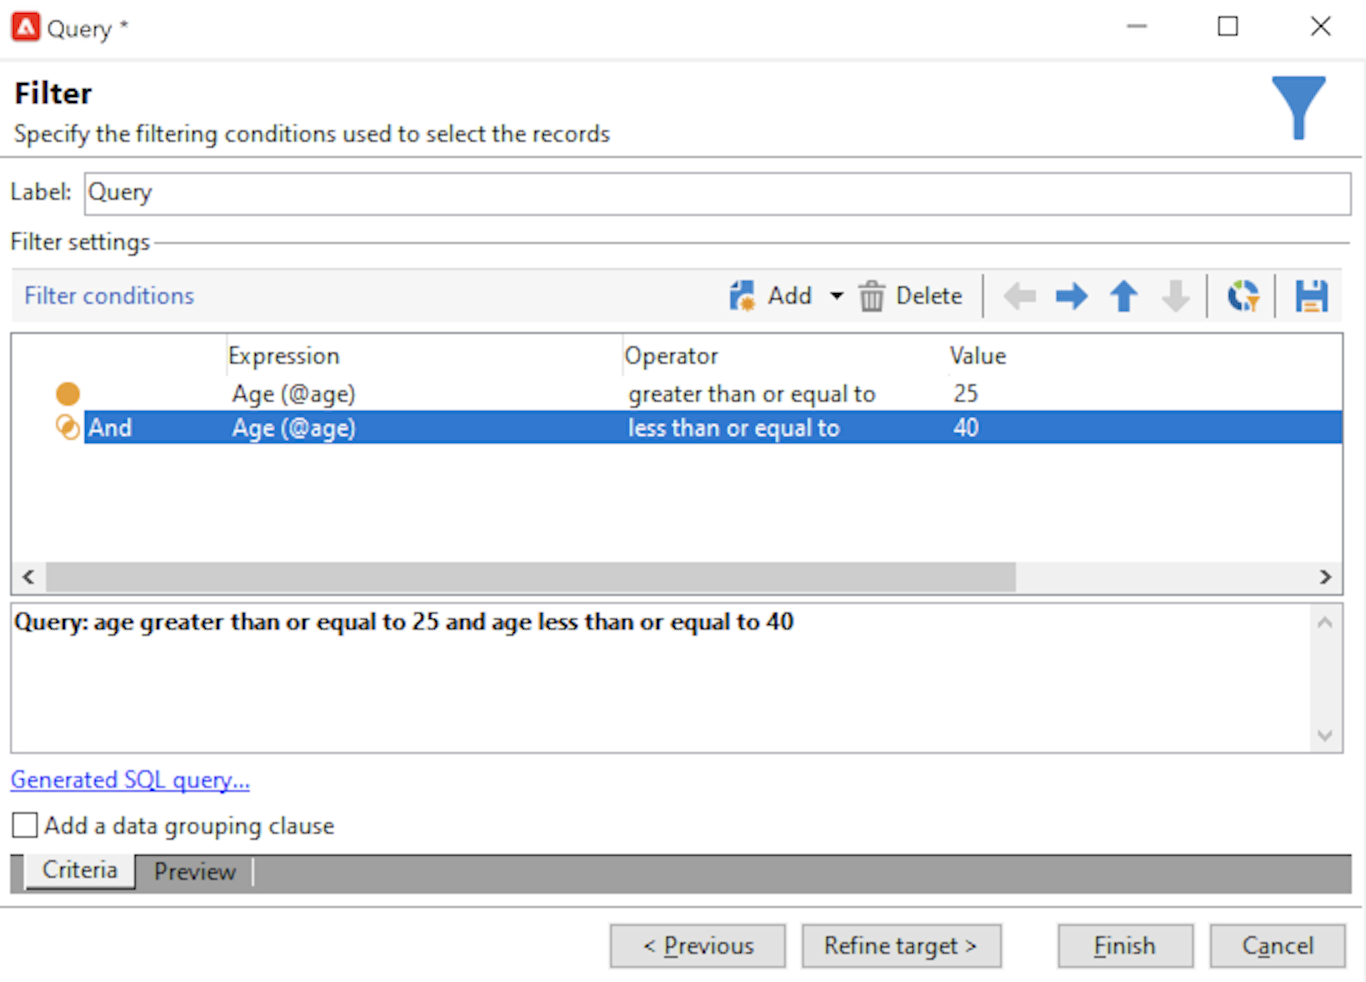 Query *
Filter
Specify the filtering conditions used to select the records
Label: Query
Filter settings
Filter conditions Add Delete
Expression Operator Value
Age (@age) greater than or equal to 25
And Age (@age) less than or equal to 40
Query: age greater than or equal to 25 and age less than or equal to 40
Generated SQL query...
Add a data grouping clause
Criteria Preview
< Previous Refine target > Finish Cancel